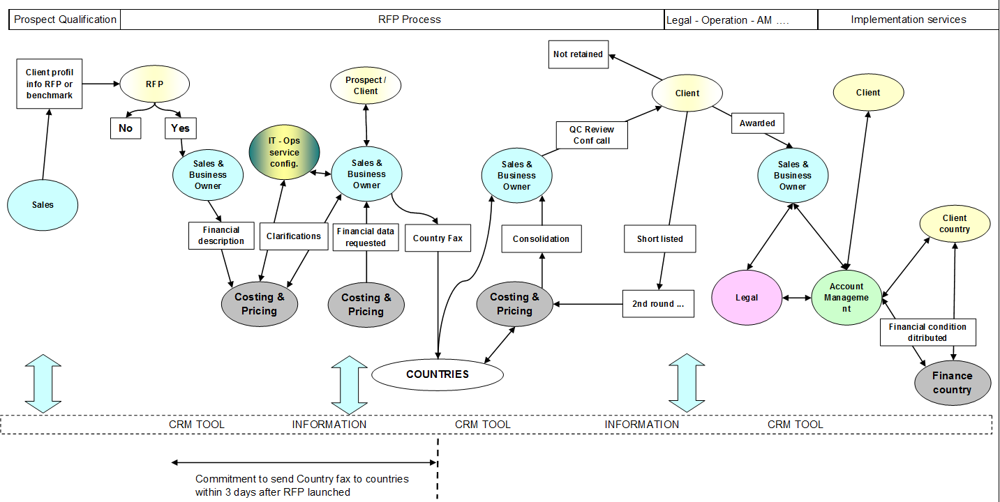 Prospect Qualification
RFP Process
Legal - Operation - AM ....
Implementation services
Client profil
info RFP or
benchmark
RFP
No
Yes
Sales
Sales &
Business
Owner
Financial
description
Costing &
Pricing
IT - Ops
service
config.
Clarifications
Prospect /
Client
Sales &
Business
Owner
Financial data
requested
Costing &
Pricing
Country Fax
COUNTRIES
Sales &
Business
Owner
Consolidation
Costing &
Pricing
QC Review
Conf call
Not retained
Client
Short listed
2nd round ...
Awarded
Sales &
Business
Owner
Legal
Account
Manageme
nt
Client
Client
country
Financial condition
ditributed
Finance
country
CRM TOOL
INFORMATION
CRM TOOL
INFORMATION
CRM TOOL
Commitment to send Country fax to countries
within 3 days after RFP launched